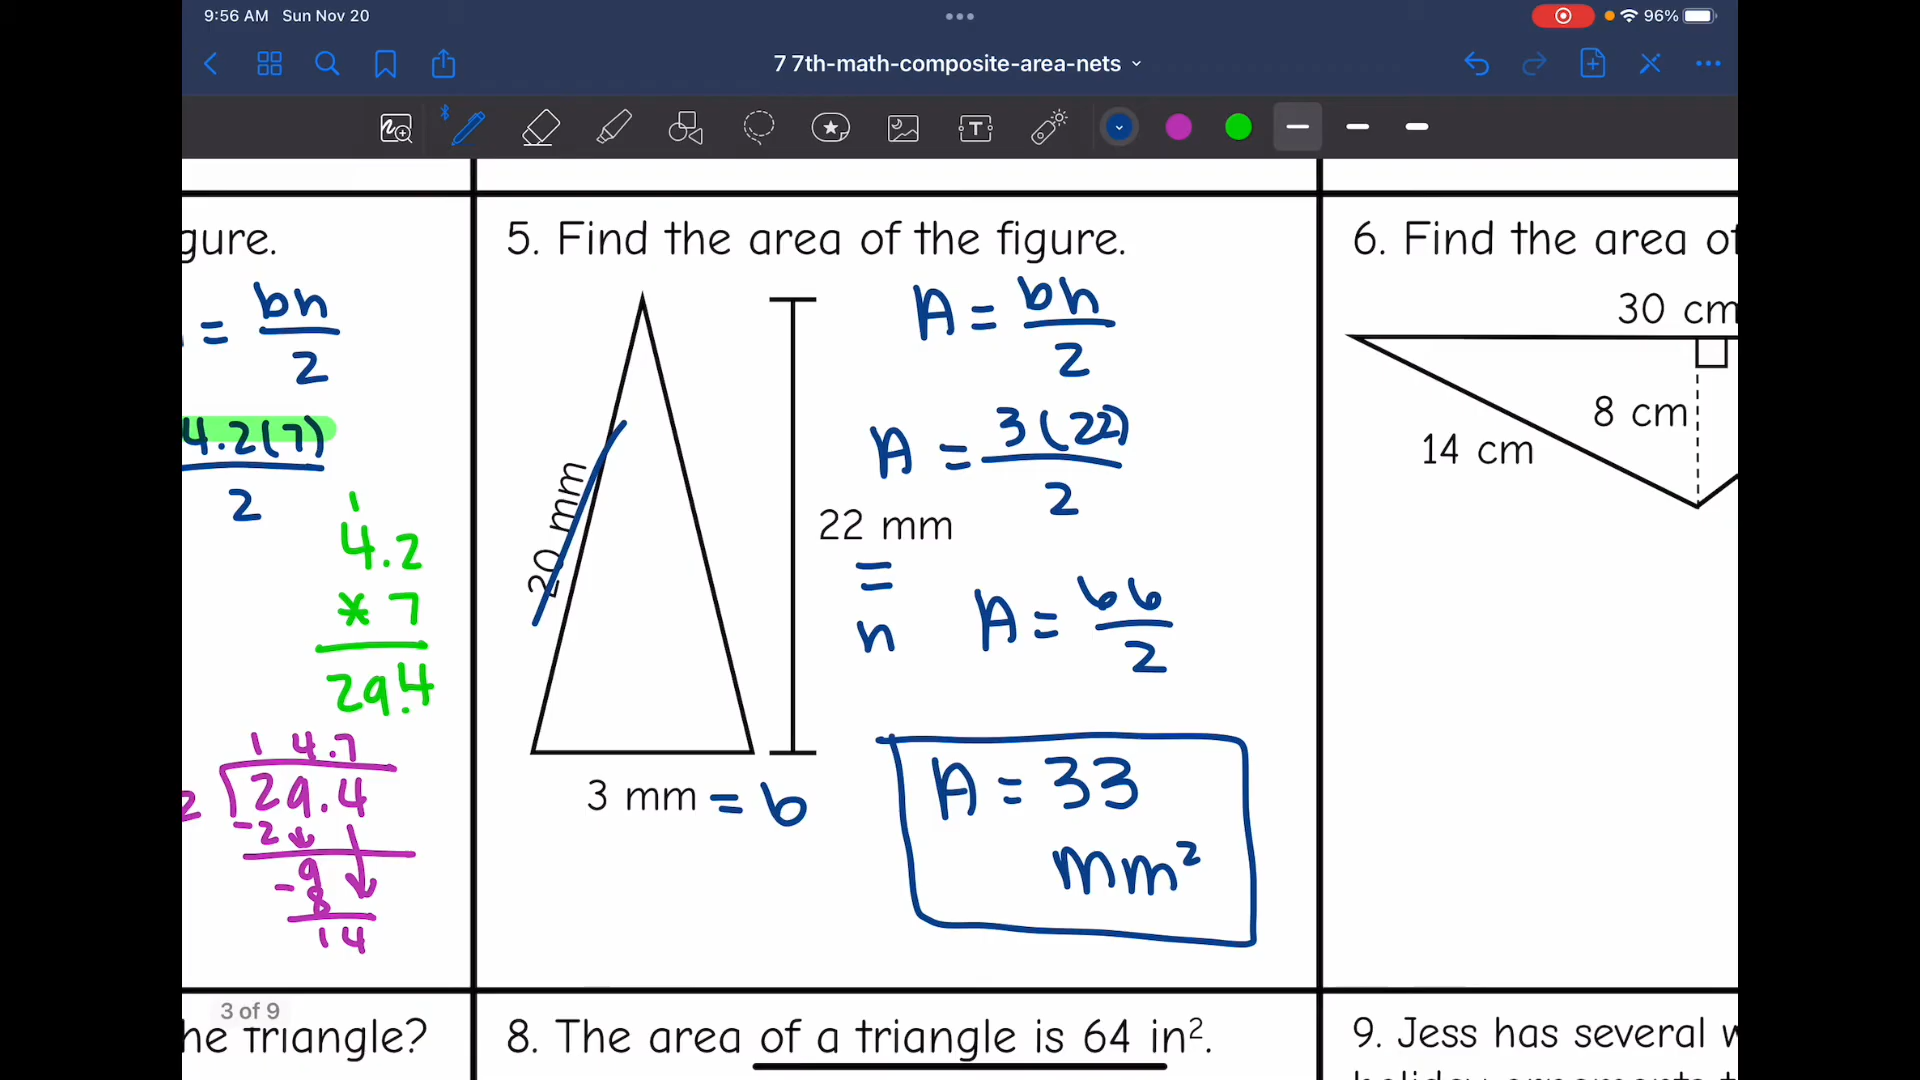 9:56 AM Sun Nov 20
96%
7 7th-math-composite-area-nets
T
gure.
= bh
2
4.2(7)
2
1
4.2
* 7
29.4
14.7
2 29.4
-2
9
-8
14
3 of 9
he triangle?
5. Find the area of the figure.
A = bh
2
A = 3(22)
2
20 mm
22 mm
=
h
A = 66
2
3 mm = b
A = 33
mm²
8. The area of a triangle is 64 in².
6. Find the area of
30 cm
8 cm
14 cm
9. Jess has several w
holiday ornaments t